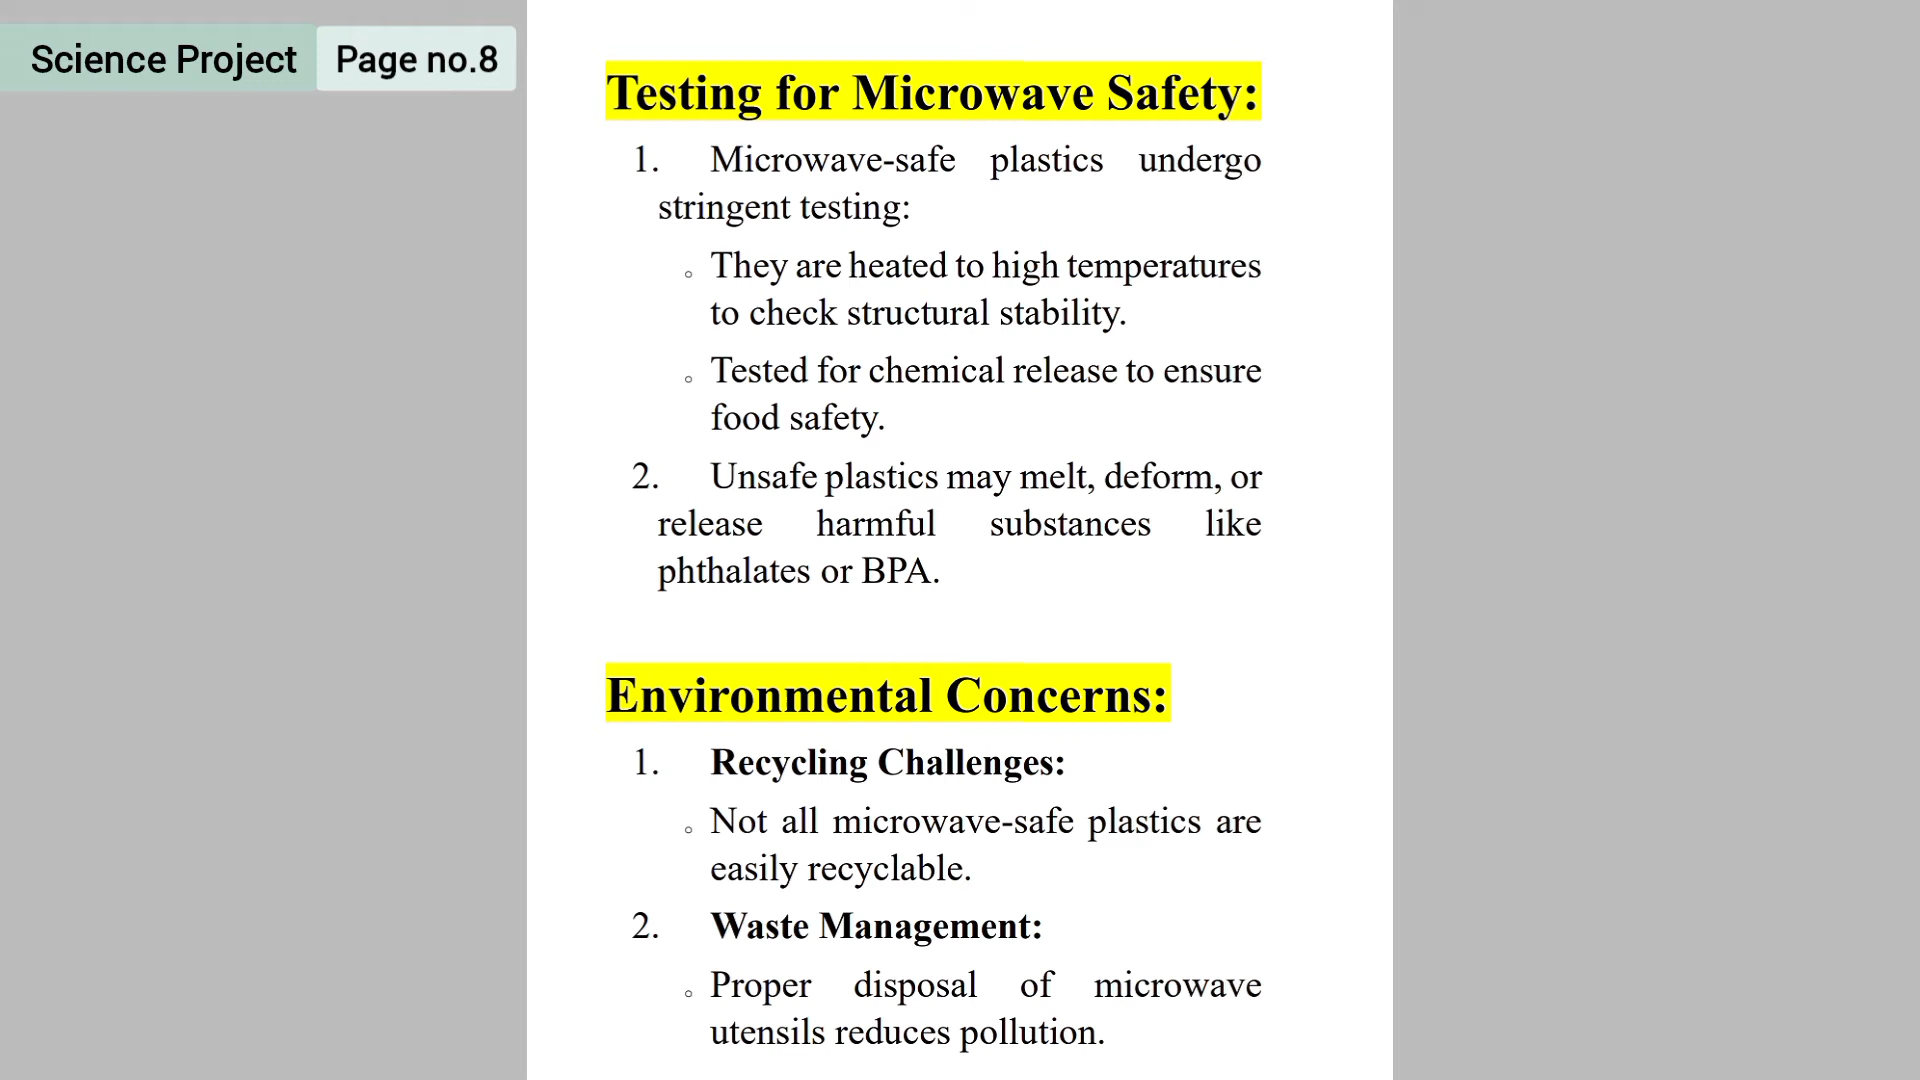 Science Project Page no.8
Testing for Microwave Safety:
1. Microwave-safe plastics undergo
stringent testing:
◦ They are heated to high temperatures
to check structural stability.
◦ Tested for chemical release to ensure
food safety.
2. Unsafe plastics may melt, deform, or
release harmful substances like
phthalates or BPA.
Environmental Concerns:
1. Recycling Challenges:
◦ Not all microwave-safe plastics are
easily recyclable.
2. Waste Management:
◦ Proper disposal of microwave
utensils reduces pollution.